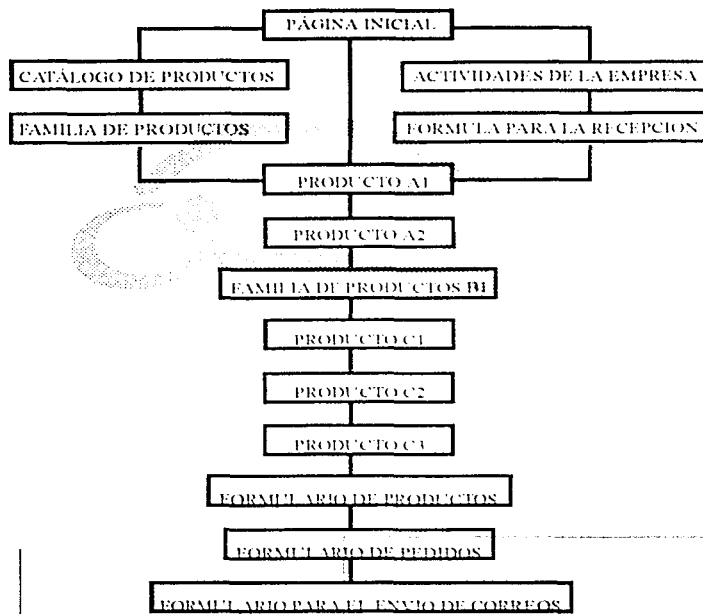 PÁGINA INICIAL
CATÁLOGO DE PRODUCTOS
ACTIVIDADES DE LA EMPRESA
FAMILIA DE PRODUCTOS
FORMULA PARA LA RECEPCION
PRODUCTO A1
PRODUCTO A2
FAMILIA DE PRODUCTOS B1
PRODUCTO C1
PRODUCTO C2
PRODUCTO C3
FORMULARIO DE PRODUCTOS
FORMULARIO DE PEDIDOS
FORMULARIO PARA EL ENVIO DE CORREOS